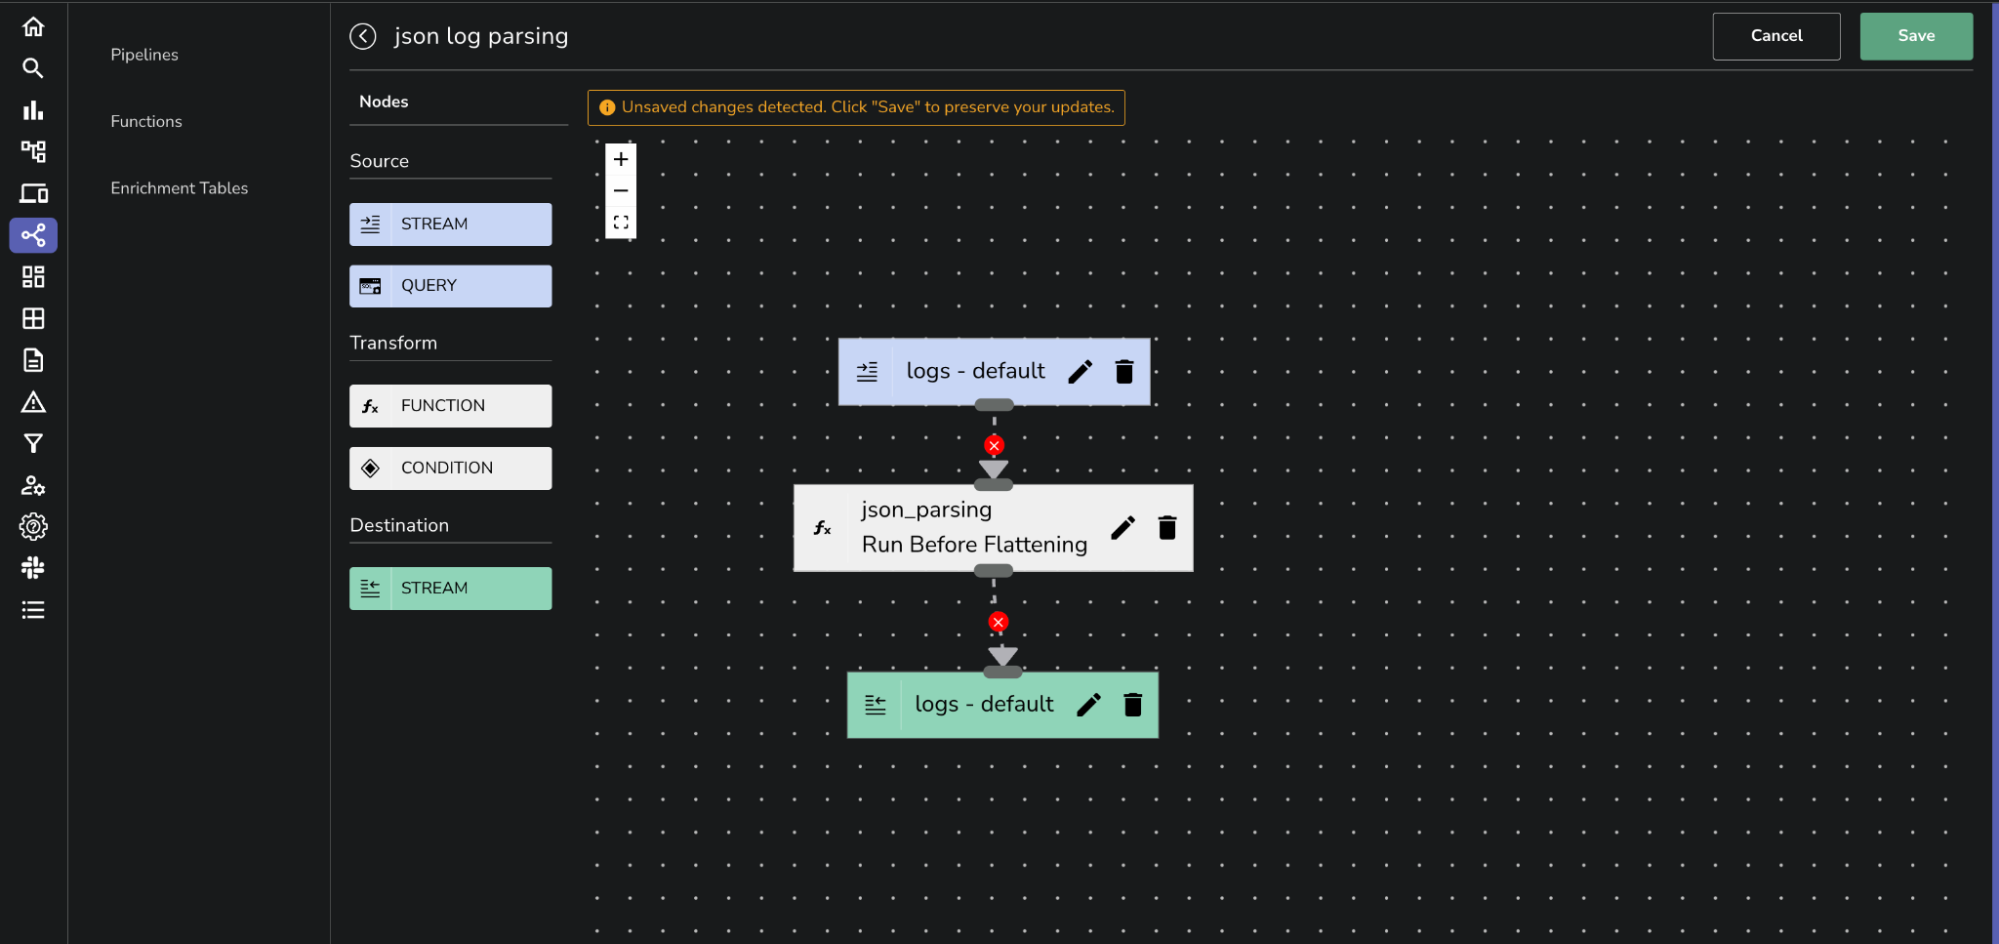 Pipelines
Functions
Enrichment Tables
json log parsing
Cancel
Save
Nodes
Unsaved changes detected. Click "Save" to preserve your updates.
Source
STREAM
QUERY
Transform
FUNCTION
CONDITION
Destination
STREAM
logs - default
json_parsing
Run Before Flattening
logs - default